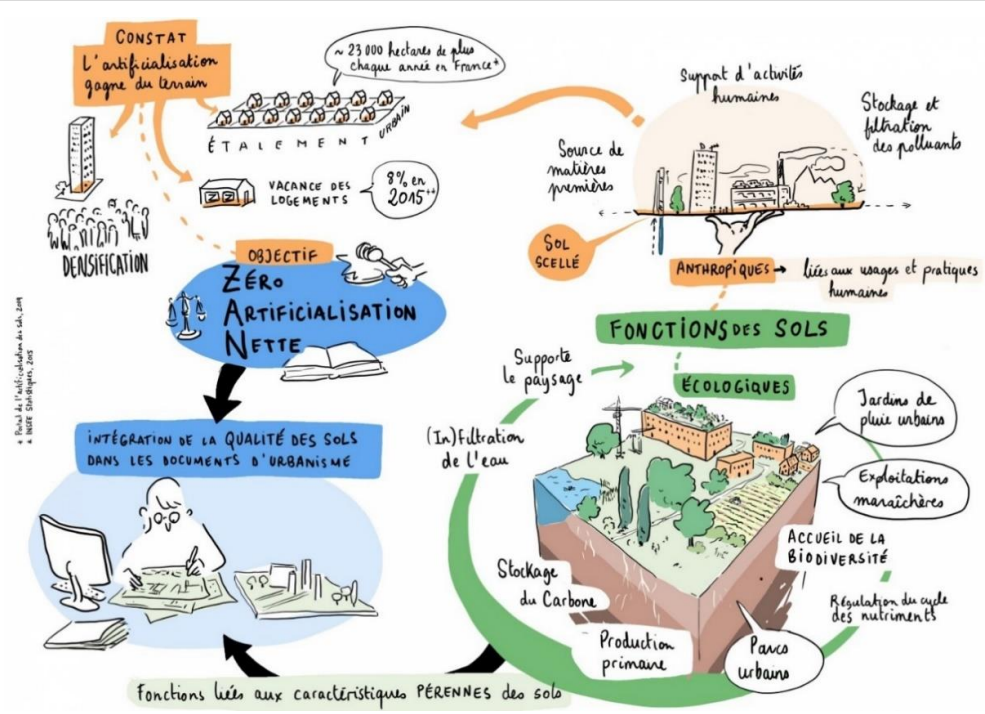 CONSTAT
L'artificialisation
gagne du terrain
~ 23 000 hectares de plus
chaque année en France+
ÉTALEMENT URBAIN
VACANCE DES
LOGEMENTS
8% en
2015++
DENSIFICATION
OBJECTIF
ZÉRO
ARTIFICIALISATION
NETTE
INTÉGRATION DE LA QUALITÉ DES SOLS
DANS LES DOCUMENTS D'URBANISME
+ Portail de l'artificialisation des sols, 2019
INSEE Statistiques, 2015
Support d'activités
humaines
Stockage et
filtration
des polluants
Source de
matières
premières
SOL
SCELLÉ
ANTHROPIQUES → liées aux usages et pratiques
humaines
FONCTIONS DES SOLS
ÉCOLOGIQUES
Supporte
le paysage
(In)filtration
de l'eau
Jardins de
pluie urbains
Exploitations
maraîchères
ACCUEIL DE LA
BIODIVERSITÉ
Régulation du cycle
des nutriments
Stockage
du Carbone
Production
primaire
Parcs
urbains
Fonctions liées aux caractéristiques PÉRENNES des sols